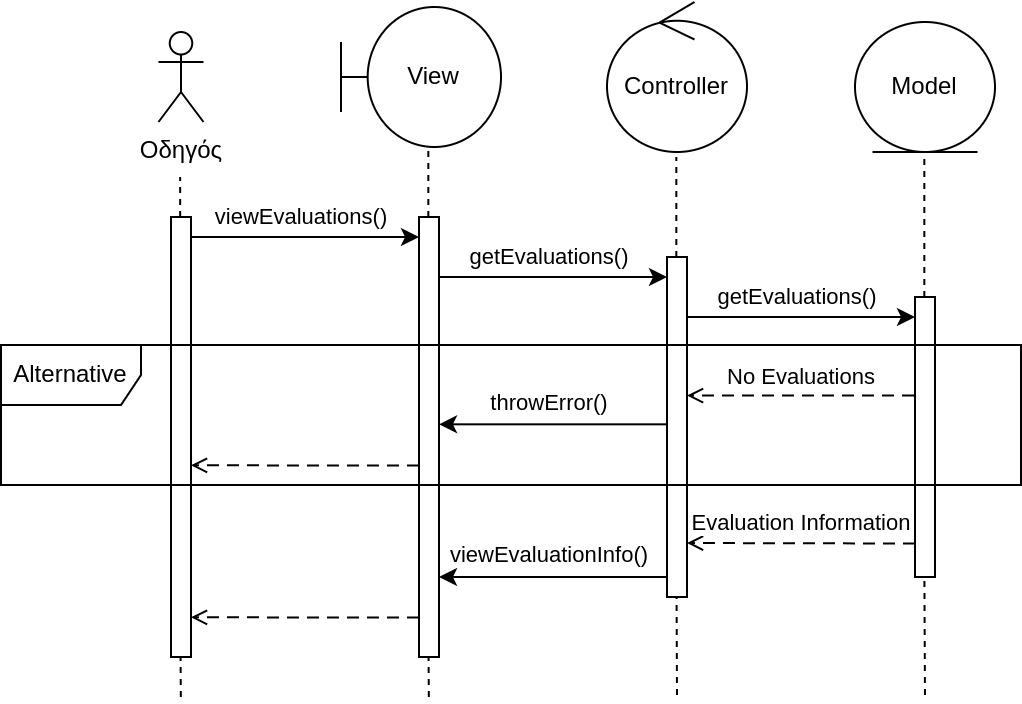 View
Controller
Model
Οδηγός
viewEvaluations()
getEvaluations()
getEvaluations()
Alternative
No Evaluations
throwError()
Evaluation Information
viewEvaluationInfo()